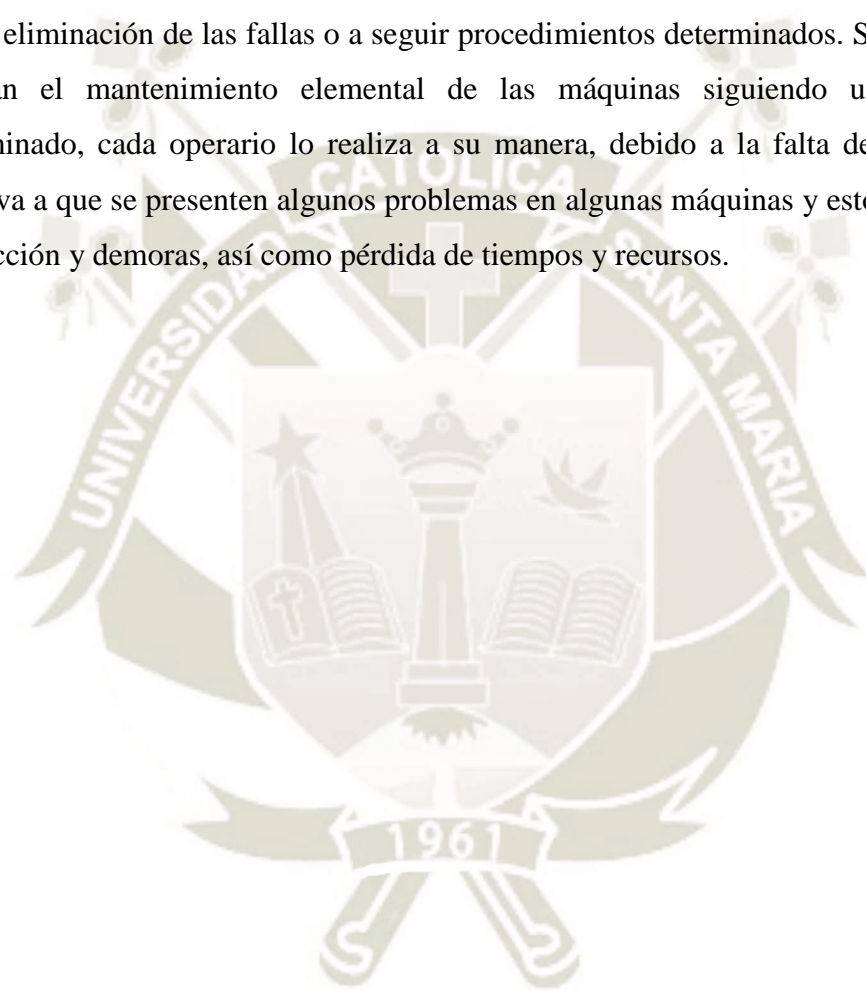 eliminación de las fallas o a seguir procedimientos determinados. S
an el mantenimiento elemental de las máquinas siguiendo u
minado, cada operario lo realiza a su manera, debido a la falta de
va a que se presenten algunos problemas en algunas máquinas y esto
cción y demoras, así como pérdida de tiempos y recursos.
UNIVERSIDAD CATOLICA SANTA MARIA
1961